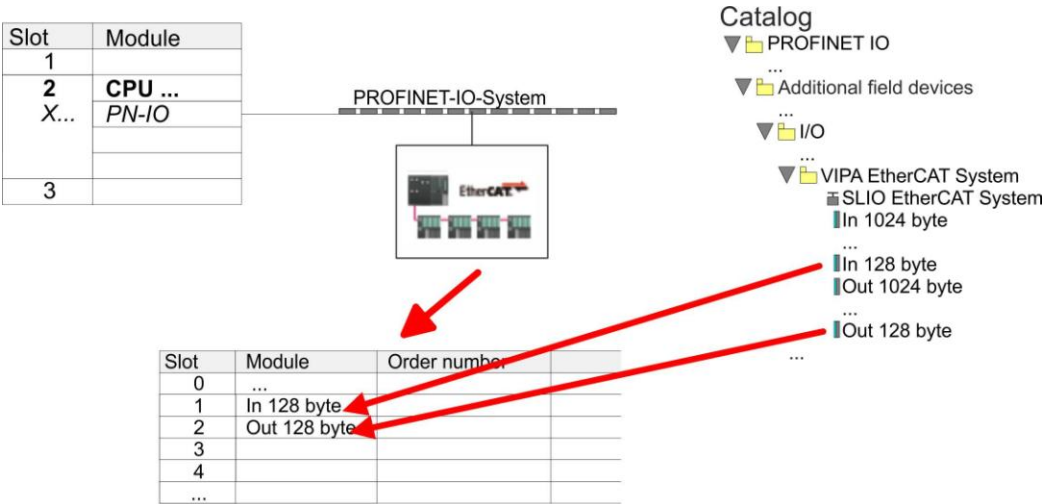 Catalog
Slot Module
1
2 CPU ...
X... PN-IO
3
PROFINET-IO-System
EtherCAT
PROFINET IO
...
Additional field devices
...
I/O
...
VIPA EtherCAT System
SLIO EtherCAT System
In 1024 byte
...
In 128 byte
Out 1024 byte
...
Out 128 byte
...
Slot Module Order number
0 ...
1 In 128 byte
2 Out 128 byte
3
4
...